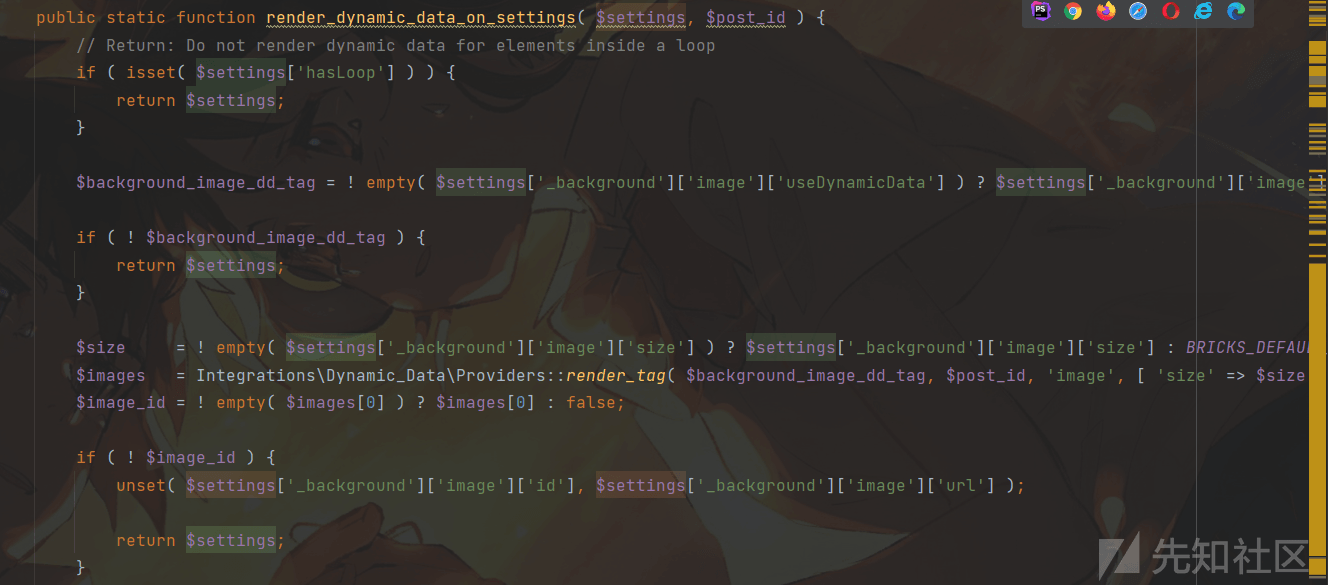 public static function render_dynamic_data_on_settings( $settings, $post_id ) {
// Return: Do not render dynamic data for elements inside a loop
if ( isset( $settings['hasLoop'] ) ) {
return $settings;
}
$background_image_dd_tag = ! empty( $settings['_background']['image']['useDynamicData'] ) ? $settings['_background']['image']
if ( ! $background_image_dd_tag ) {
return $settings;
}
$size = ! empty( $settings['_background']['image']['size'] ) ? $settings['_background']['image']['size'] : BRICKS_DEFAU
$images = Integrations\Dynamic_Data\Providers::render_tag( $background_image_dd_tag, $post_id, 'image', [ 'size' => $size
$image_id = ! empty( $images[0] ) ? $images[0] : false;
if ( ! $image_id ) {
unset( $settings['_background']['image']['id'], $settings['_background']['image']['url'] );
return $settings;
}
PS
先知社区